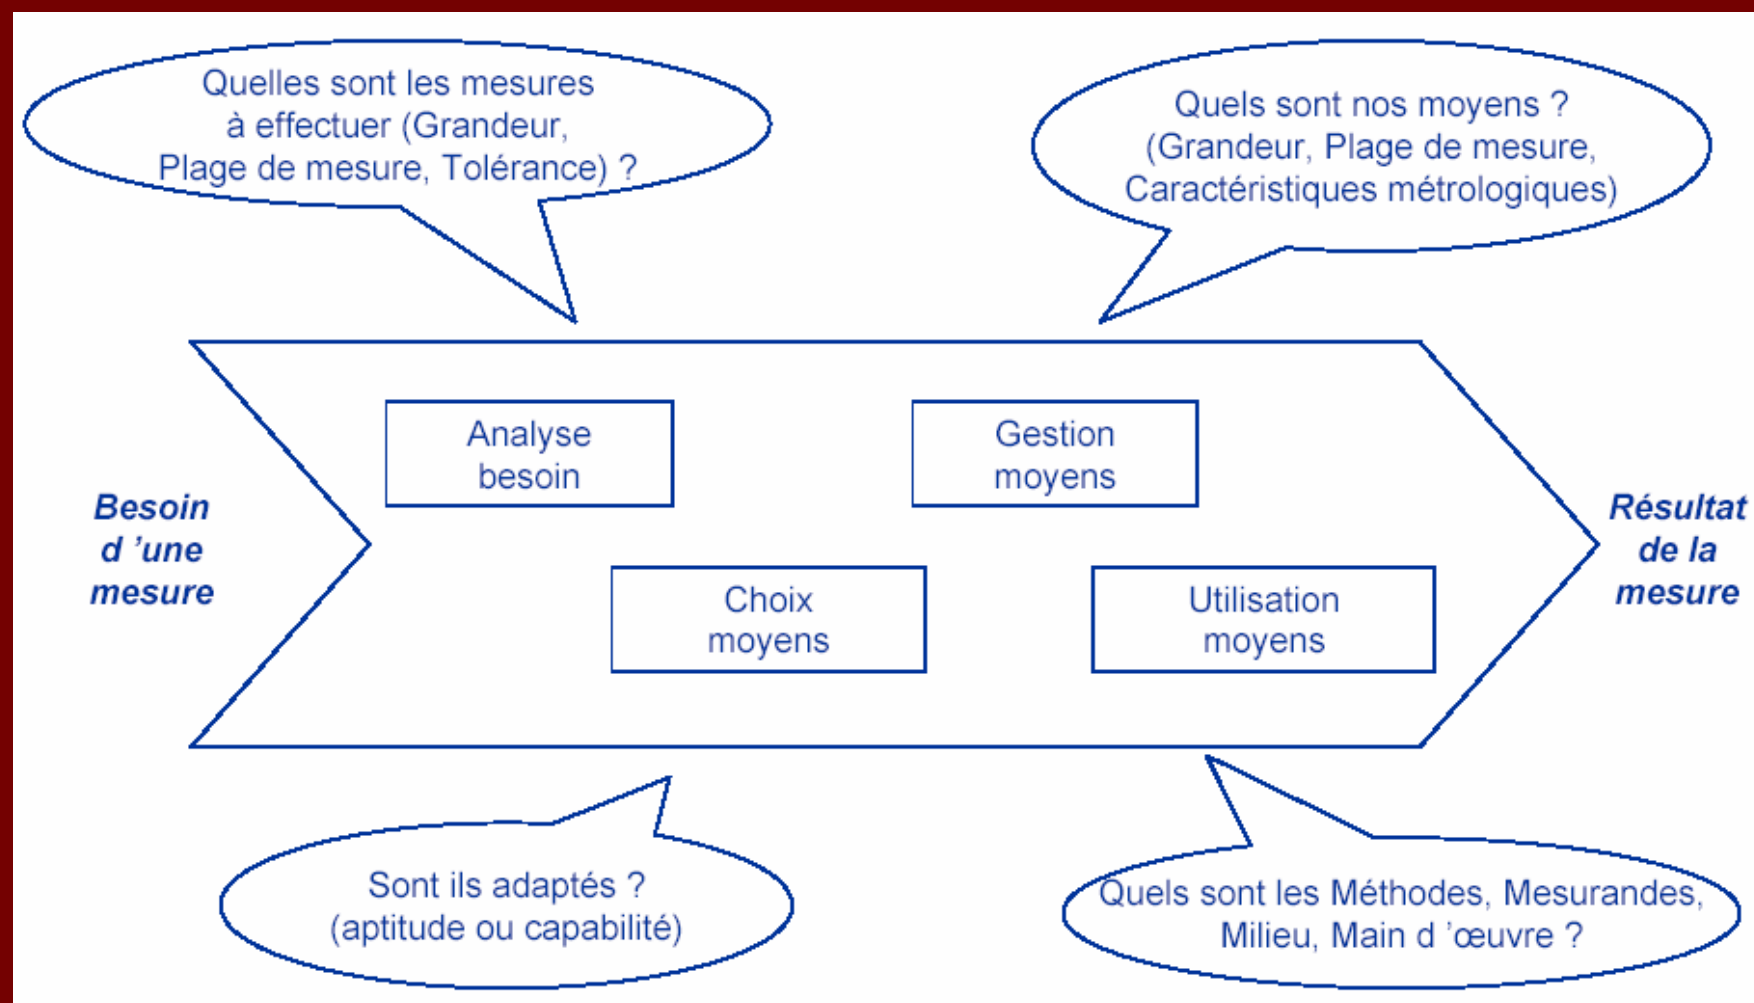 Quelles sont les mesures
à effectuer (Grandeur,
Plage de mesure, Tolérance) ?
Quels sont nos moyens ?
(Grandeur, Plage de mesure,
Caractéristiques métrologiques)
Besoin
d ’une
mesure
Analyse
besoin
Choix
moyens
Gestion
moyens
Utilisation
moyens
Résultat
de la
mesure
Sont ils adaptés ?
(aptitude ou capabilité)
Quels sont les Méthodes, Mesurandes,
Milieu, Main d ’œuvre ?